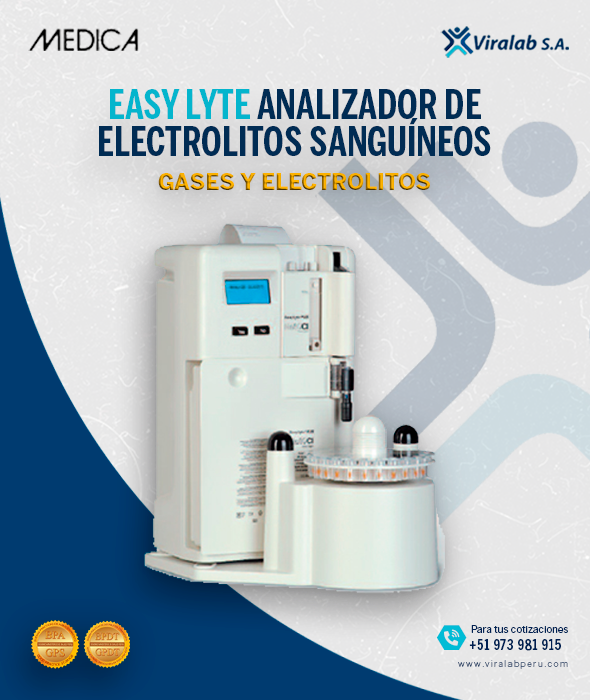 MEDICA
Viralab S.A.
EASY LYTE ANALIZADOR DE
ELECTROLITOS SANGUÍNEOS
GASES Y ELECTROLITOS
Para tus cotizaciones
+51 973 981 915
www.viralabperu.com